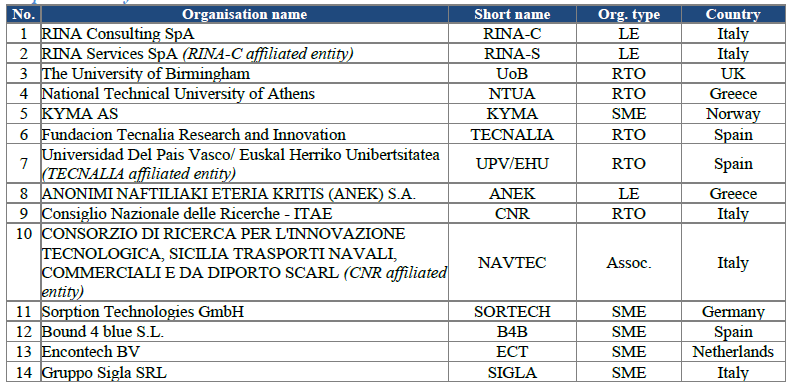 No. Organisation name Short name Org. type Country
1 RINA Consulting SpA RINA-C LE Italy
2 RINA Services SpA (RINA-C affiliated entity) RINA-S LE Italy
3 The University of Birmingham UoB RTO UK
4 National Technical University of Athens NTUA RTO Greece
5 KYMA AS KYMA SME Norway
6 Fundacion Tecnalia Research and Innovation TECNALIA RTO Spain
7 Universidad Del Pais Vasco/ Euskal Herriko Unibertsitatea
(TECNALIA affiliated entity) UPV/EHU RTO Spain
8 ANONIMI NAFTILIAKI ETERIA KRITIS (ANEK) S.A. ANEK LE Greece
9 Consiglio Nazionale delle Ricerche - ITAE CNR RTO Italy
10 CONSORZIO DI RICERCA PER L'INNOVAZIONE
TECNOLOGICA, SICILIA TRASPORTI NAVALI,
COMMERCIALI E DA DIPORTO SCARL (CNR affiliated
entity) NAVTEC Assoc. Italy
11 Sorption Technologies GmbH SORTECH SME Germany
12 Bound 4 blue S.L. B4B SME Spain
13 Encontech BV ECT SME Netherlands
14 Gruppo Sigla SRL SIGLA SME Italy